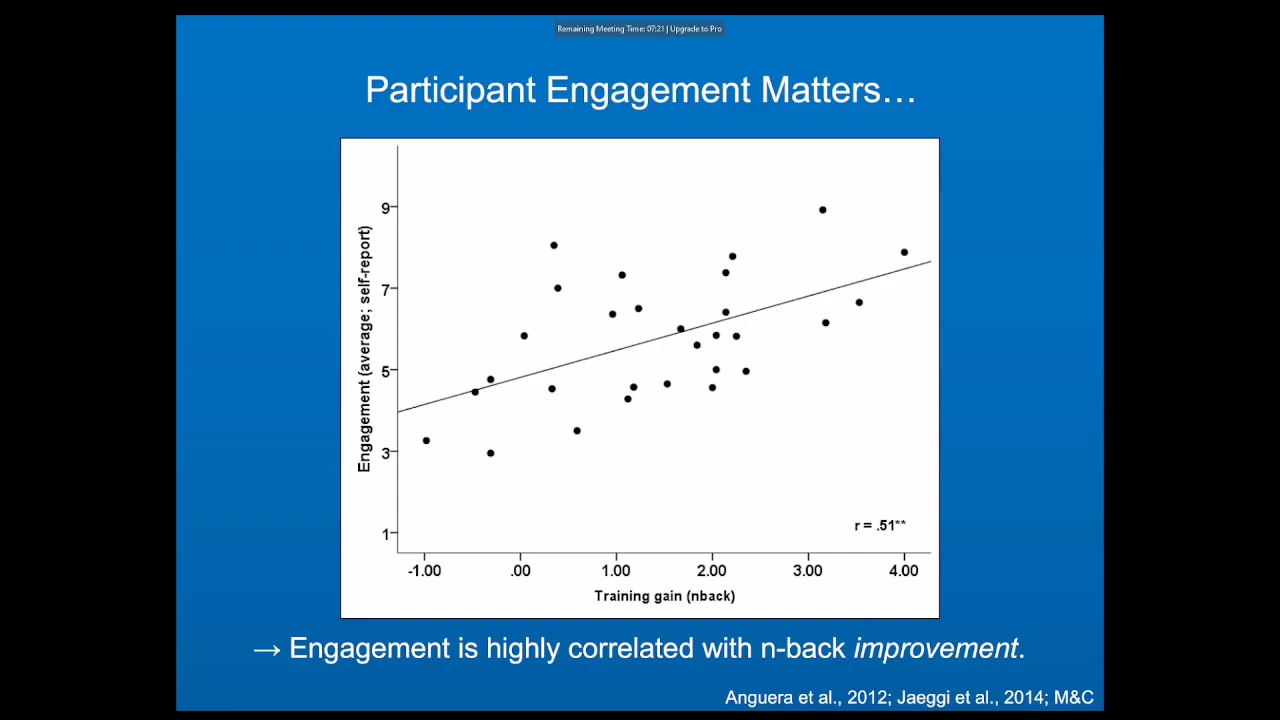 Remaining Meeting Time: 07:21 | Upgrade to Pro
Participant Engagement Matters…
Engagement (average; self-report)
9
7
5
3
1
r = .51**
-1.00 .00 1.00 2.00 3.00 4.00
Training gain (nback)
→ Engagement is highly correlated with n-back improvement.
Anguera et al., 2012; Jaeggi et al., 2014; M&C